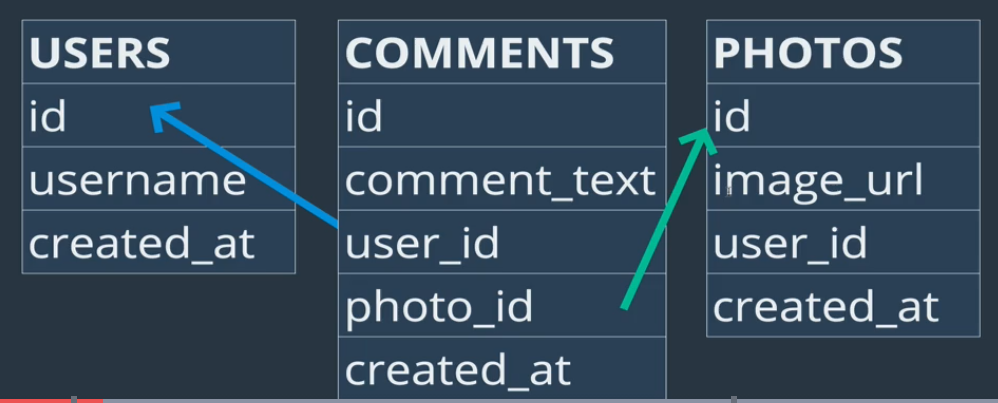 USERS
id
username
created_at
COMMENTS
id
comment_text
user_id
photo_id
created_at
PHOTOS
id
image_url
user_id
created_at